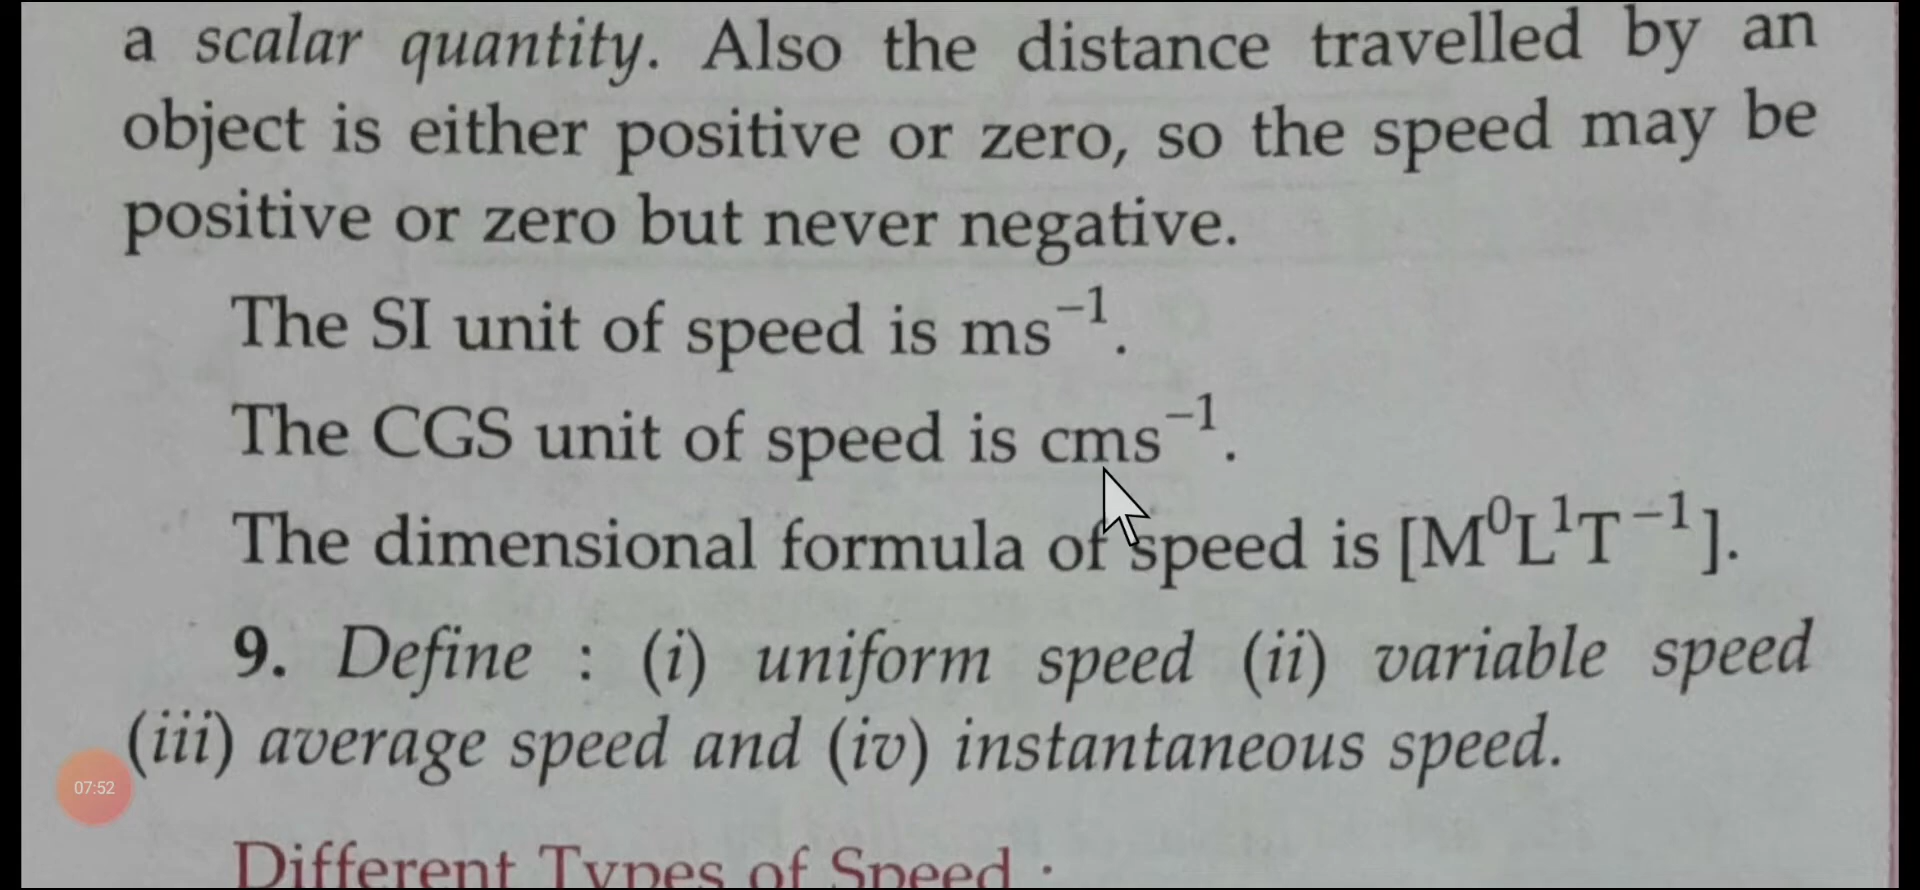 a scalar quantity. Also the distance travelled by an
object is either positive or zero, so the speed may be
positive or zero but never negative.
The SI unit of speed is ms⁻¹.
The CGS unit of speed is cms⁻¹.
The dimensional formula of speed is [M⁰L¹T⁻¹].
9. Define : (i) uniform speed (ii) variable speed
(iii) average speed and (iv) instantaneous speed.
07:52
Different Types of Speed :